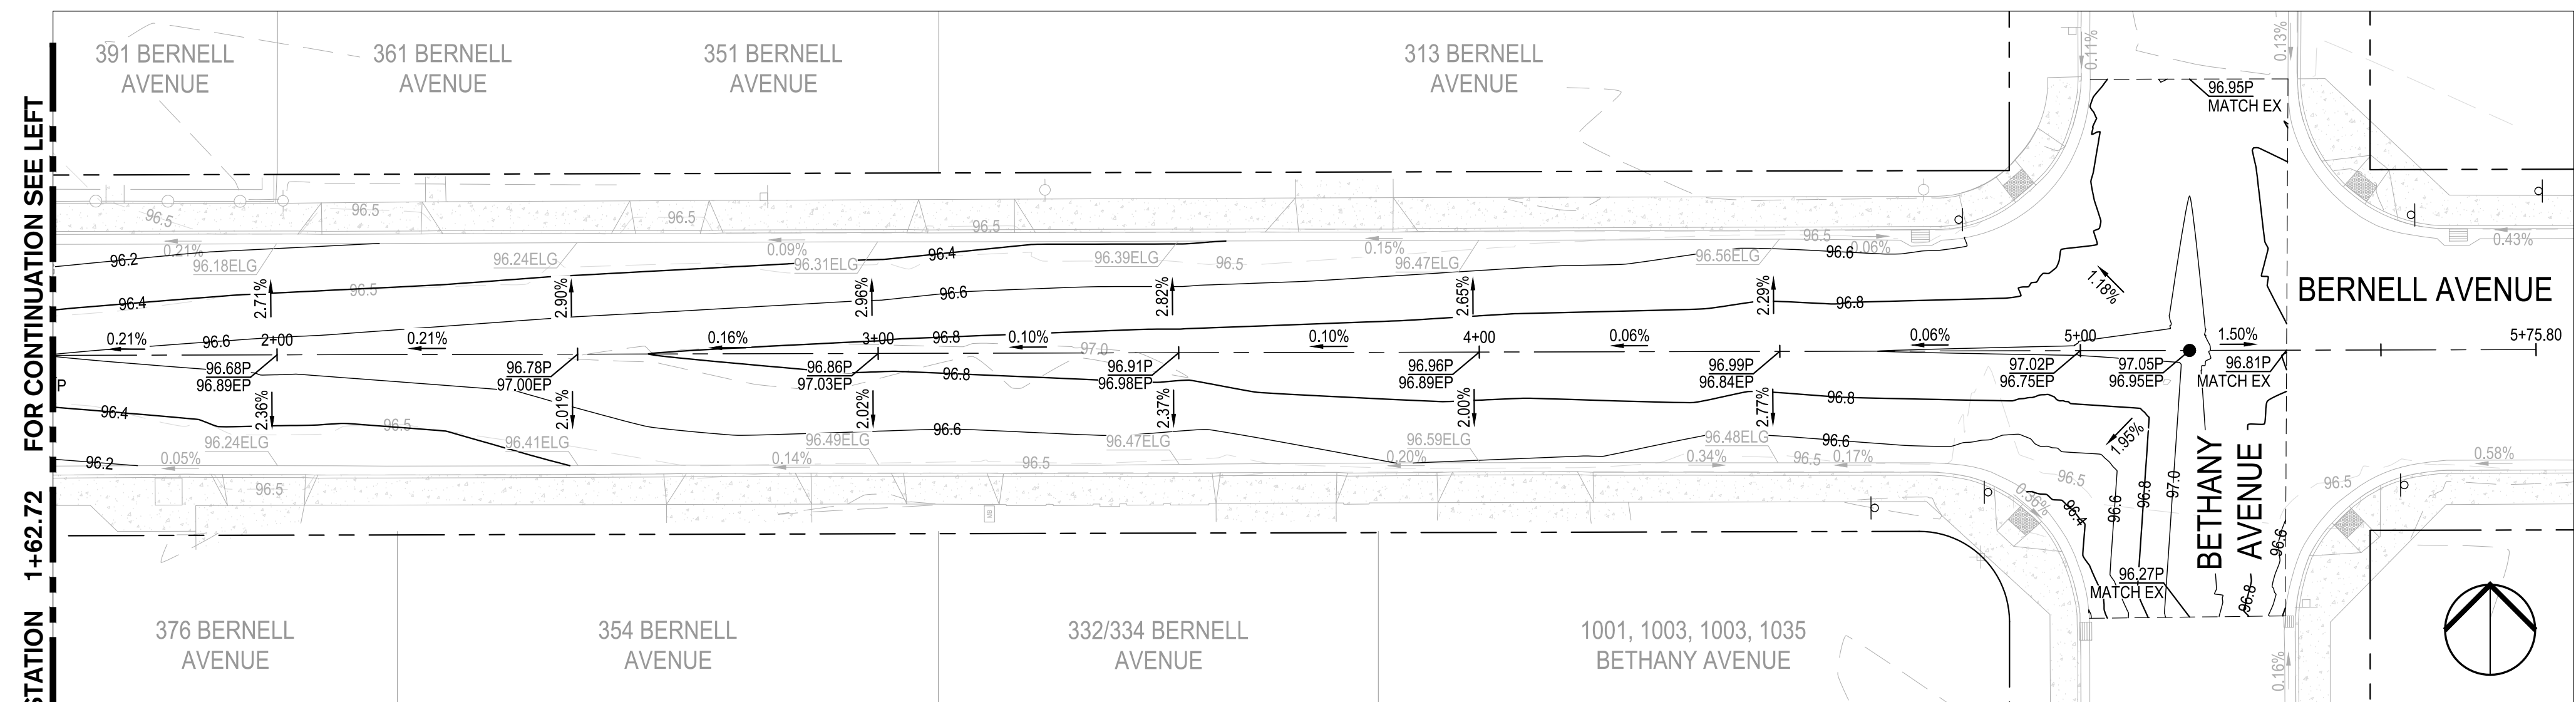 391 BERNELL
AVENUE
361 BERNELL
AVENUE
351 BERNELL
AVENUE
313 BERNELL
AVENUE
0.11%
0.13%
96.95P
MATCH EX
FOR CONTINUATION SEE LEFT
STATION 1+62.72
96.5
96.5
96.5
96.5
96.5
0.06%
0.43%
96.2
0.21%
96.18ELG
96.24ELG
0.09%
96.31ELG
96.4
96.39ELG
96.5
0.15%
96.47ELG
96.56ELG
96.6
96.4
2.71%
96.5
2.90%
2.96%
96.6
2.82%
2.65%
2.29%
96.8
1.18%
BERNELL AVENUE
0.21%
96.6
2+00
0.21%
0.16%
3+00
96.8
0.10%
97.0
0.10%
4+00
0.06%
0.06%
5+00
1.50%
5+75.80
P
96.68P
96.89EP
96.78P
97.00EP
96.86P
97.03EP
96.8
96.91P
96.98EP
96.96P
96.89EP
96.99P
96.84EP
97.02P
96.75EP
97.05P
96.95EP
96.81P
MATCH EX
96.4
2.36%
96.5
2.01%
2.02%
96.6
2.37%
2.00%
2.77%
96.8
96.6
1.95%
96.24ELG
96.41ELG
96.49ELG
96.47ELG
96.59ELG
96.48ELG
96.2
0.05%
0.14%
96.5
0.20%
0.34%
96.5
0.17%
96.5
0.58%
96.5
96.5
0.36%
96.4
96.6
96.8
97.0
BETHANY
AVENUE
96.6
96.8
MB
96.27P
MATCH EX
376 BERNELL
AVENUE
354 BERNELL
AVENUE
332/334 BERNELL
AVENUE
1001, 1003, 1003, 1035
BETHANY AVENUE
0.16%